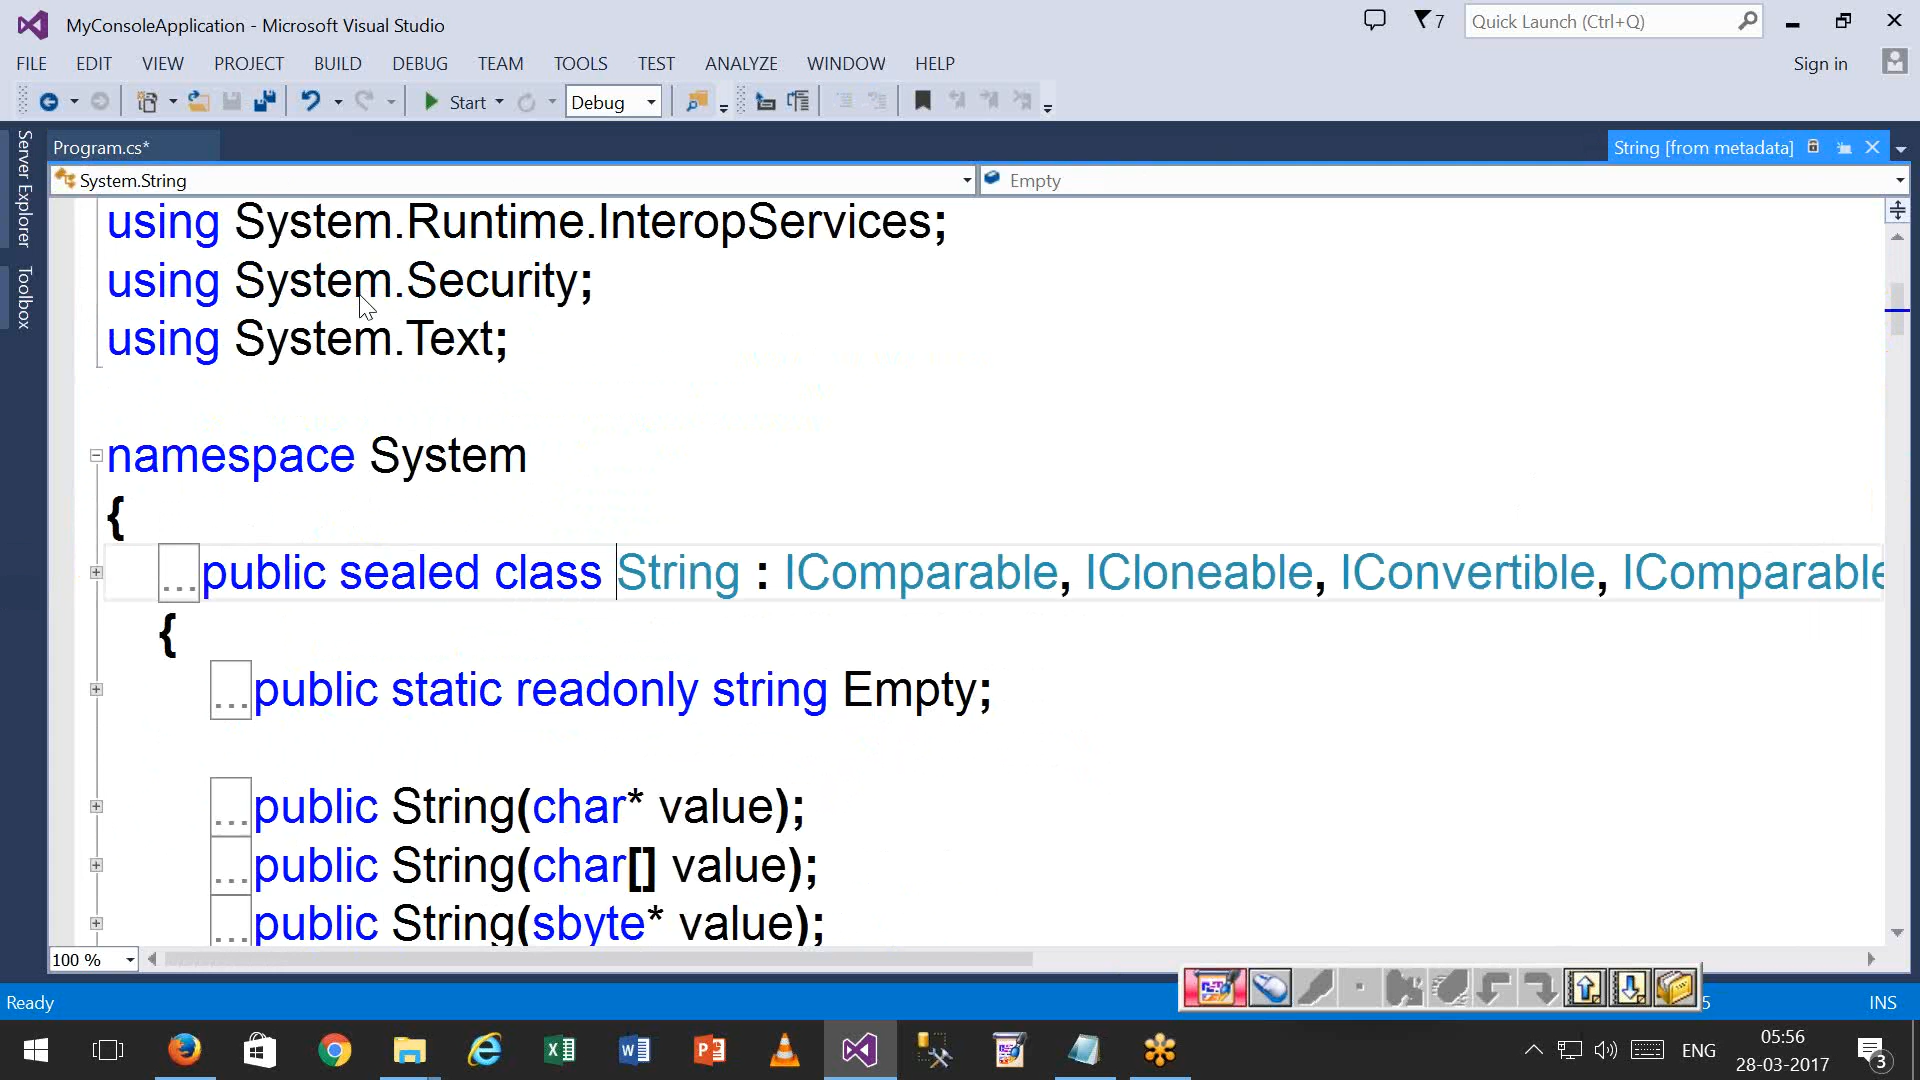 MyConsoleApplication - Microsoft Visual Studio
7
Quick Launch (Ctrl+Q)
FILE EDIT VIEW PROJECT BUILD DEBUG TEAM TOOLS TEST ANALYZE WINDOW HELP
Sign in
Start
Debug
Server Explorer
Toolbox
Program.cs*
String [from metadata]
System.String
Empty
using System.Runtime.InteropServices;
using System.Security;
using System.Text;
namespace System
{
...public sealed class String : IComparable, ICloneable, IConvertible, IComparable
{
...public static readonly string Empty;
...public String(char* value);
...public String(char[] value);
...public String(sbyte* value);
100 %
Ready
5
INS
ENG
05:56
28-03-2017
3